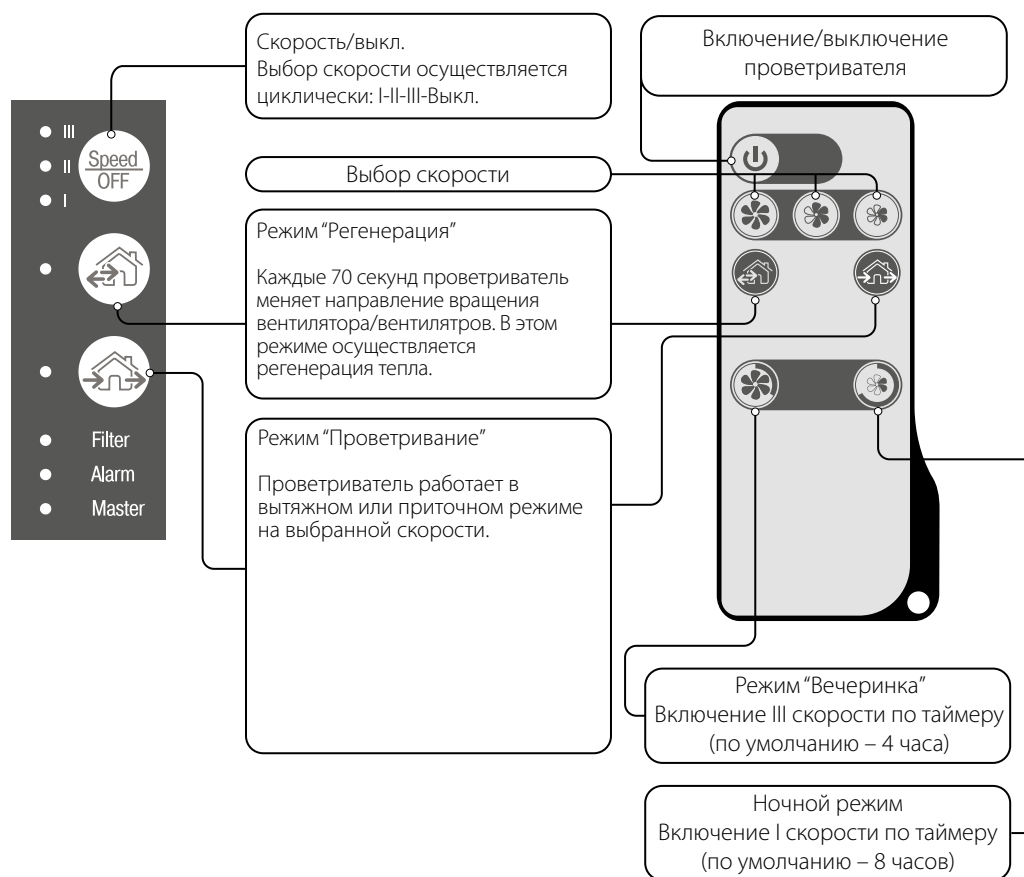 Скорость/выкл.
Выбор скорости осуществляется
циклически: I-II-III-Выкл.
Включение/выключение
проветривателя
III
II
I
Speed
OFF
Выбор скорости
Режим “Регенерация”
Каждые 70 секунд проветриватель
меняет направление вращения
вентилятора/вентилятров. В этом
режиме осуществляется
регенерация тепла.
Режим “Проветривание”
Проветриватель работает в
вытяжном или приточном режиме
на выбранной скорости.
Filter
Alarm
Master
Режим “Вечеринка”
Включение III скорости по таймеру
(по умолчанию – 4 часа)
Ночной режим
Включение I скорости по таймеру
(по умолчанию – 8 часов)